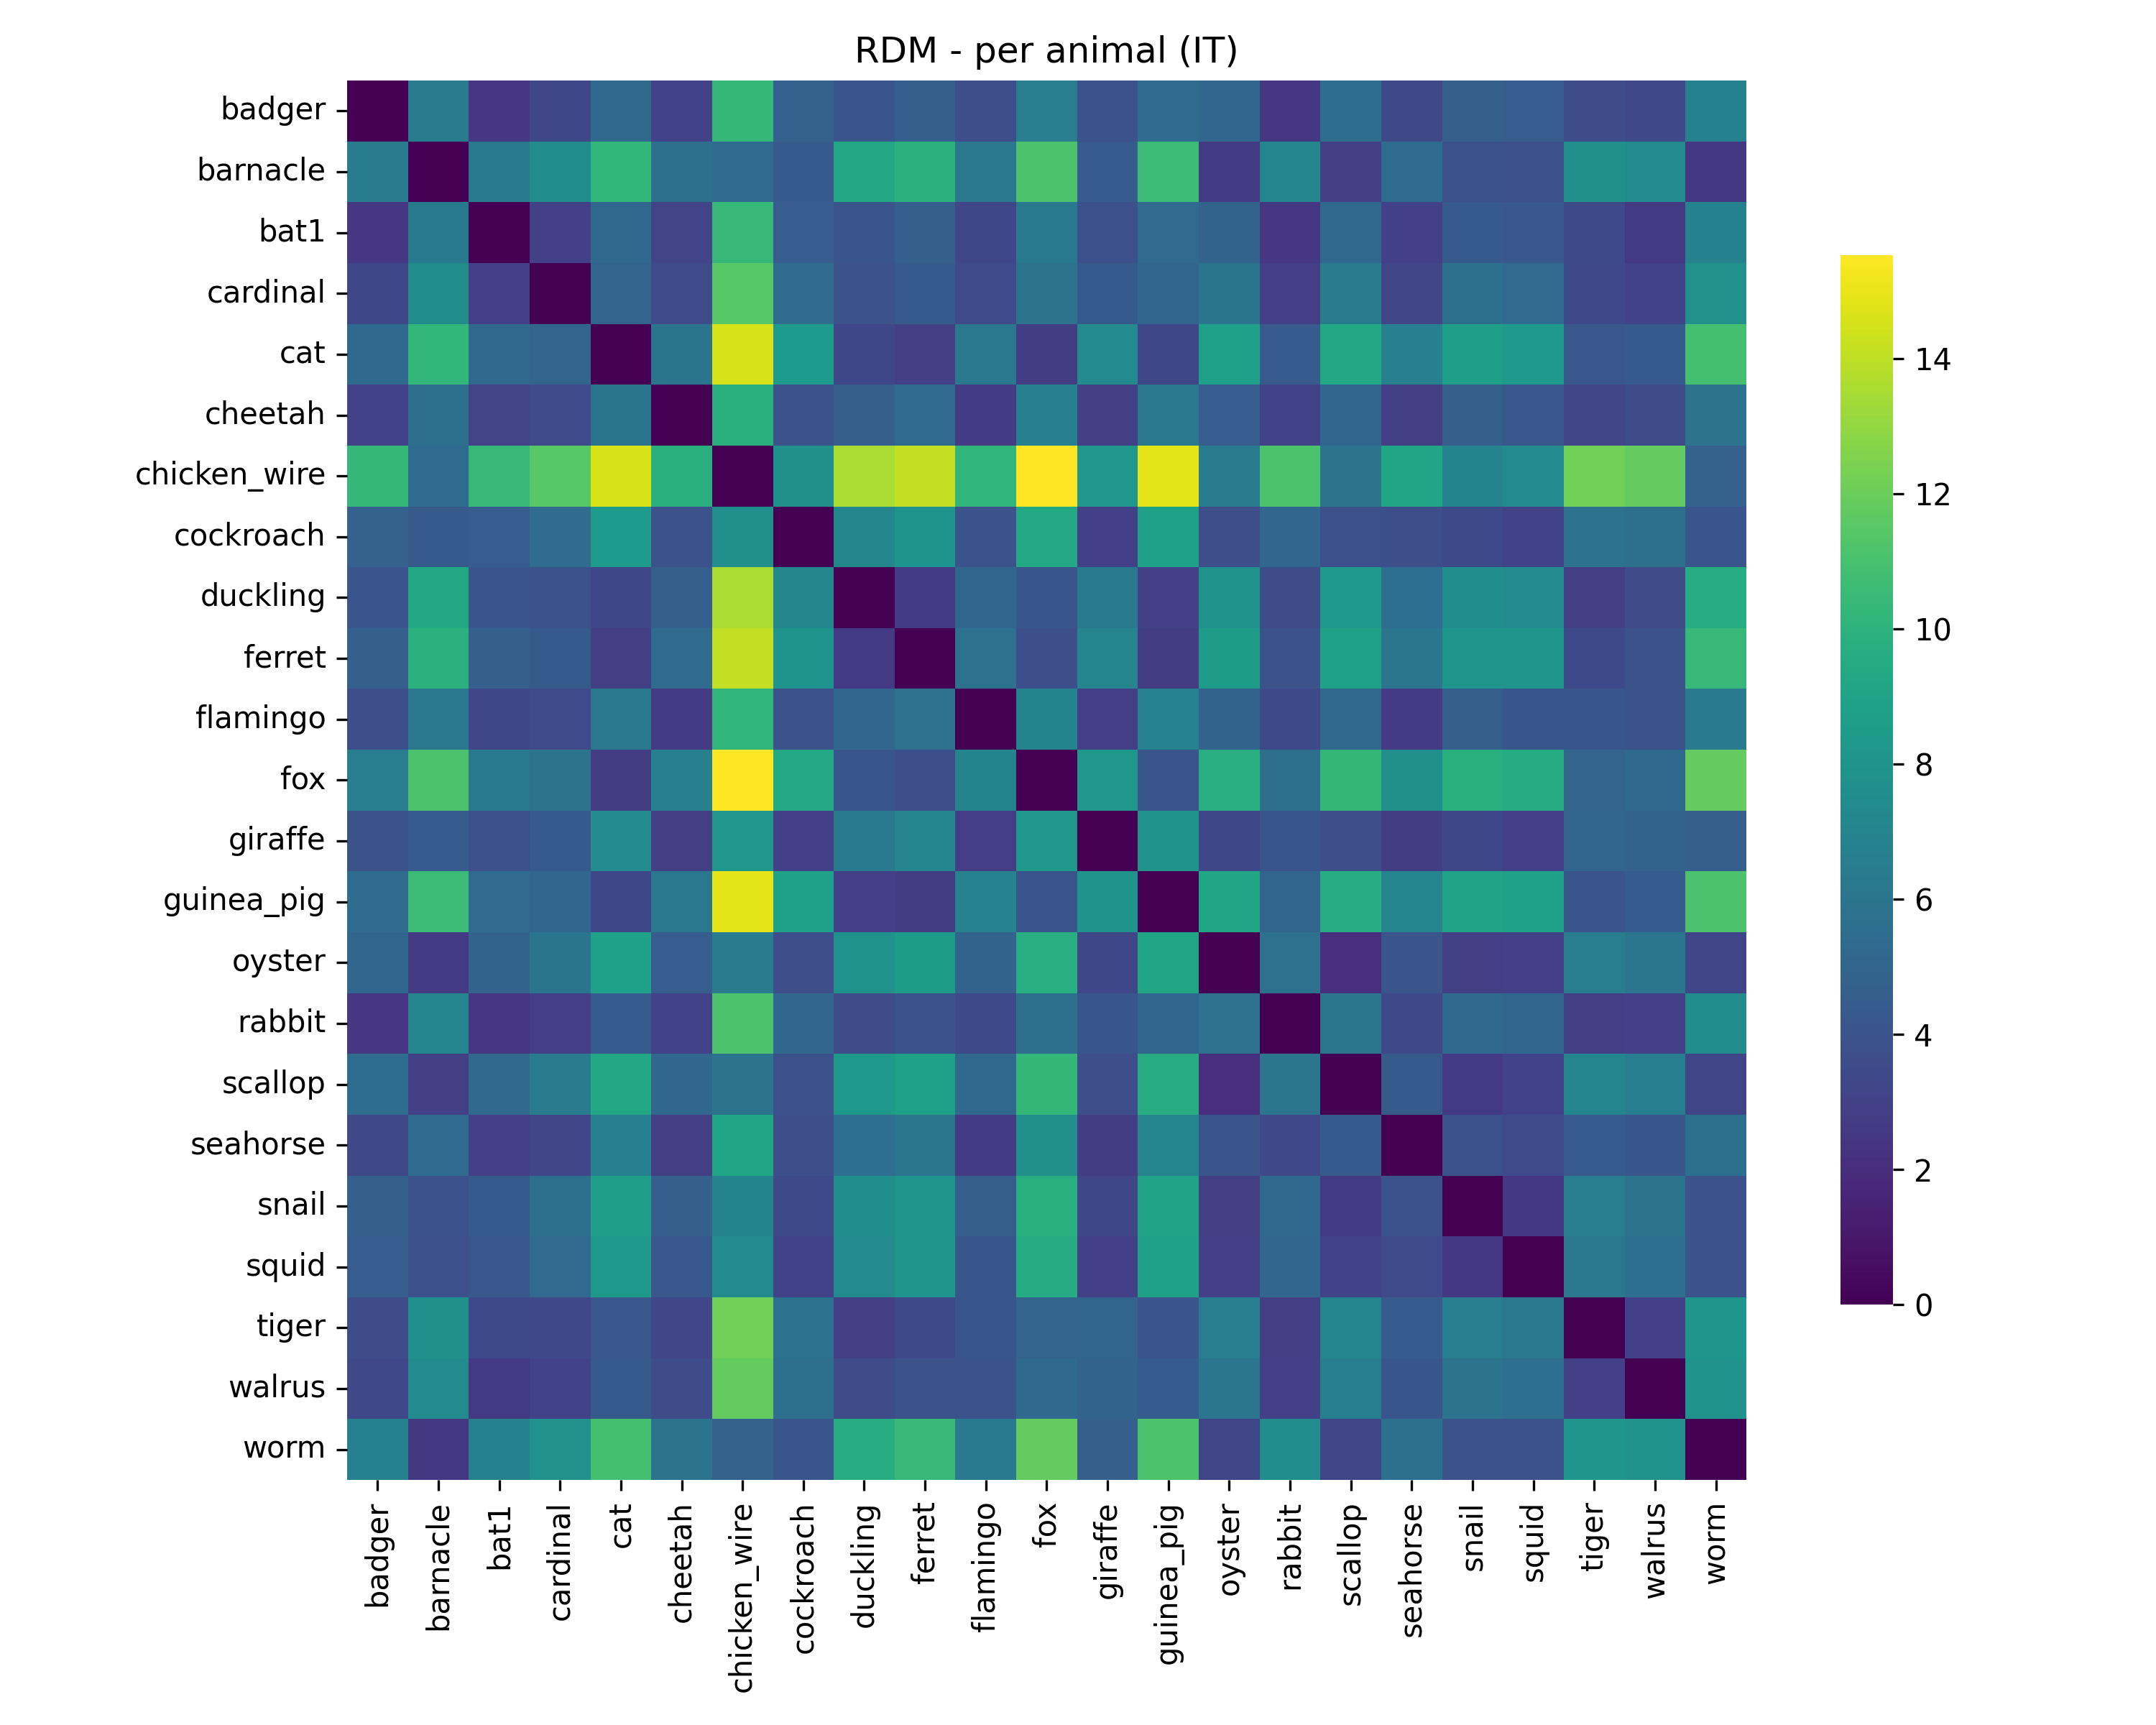 RDM - per animal (IT)
badger
barnacle
bat1
cardinal
cat
cheetah
chicken_wire
cockroach
duckling
ferret
flamingo
fox
giraffe
guinea_pig
oyster
rabbit
scallop
seahorse
snail
squid
tiger
walrus
worm
badger
barnacle
bat1
cardinal
cat
cheetah
chicken_wire
cockroach
duckling
ferret
flamingo
fox
giraffe
guinea_pig
oyster
rabbit
scallop
seahorse
snail
squid
tiger
walrus
worm
14
12
10
8
6
4
2
0